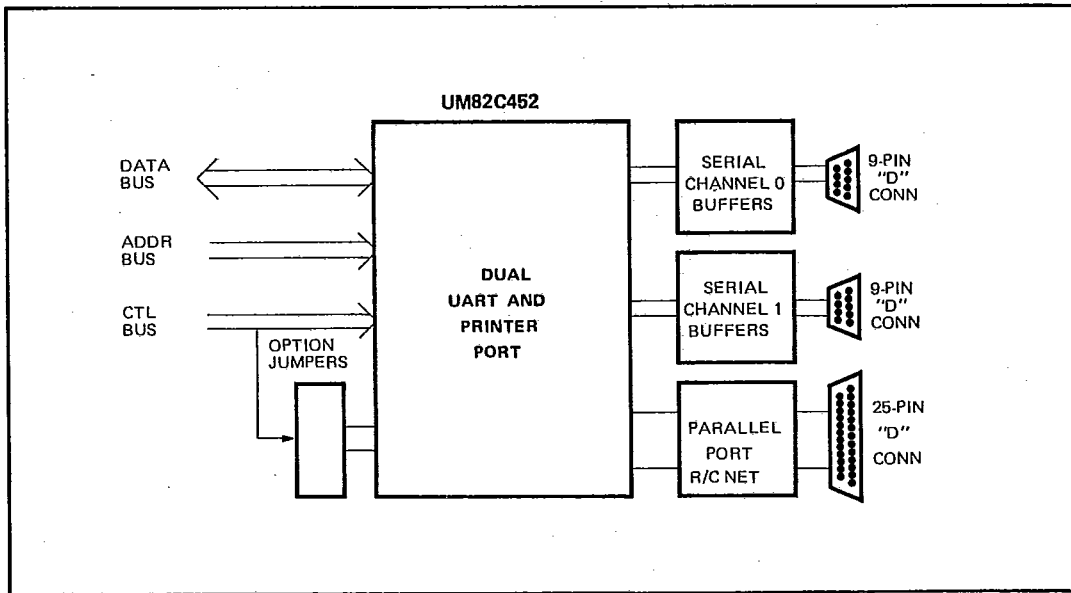 UM82C452
DATA
BUS
ADDR
BUS
CTL
BUS
OPTION
JUMPERS
DUAL
UART AND
PRINTER
PORT
SERIAL
CHANNEL 0
BUFFERS
9-PIN
"D"
CONN
SERIAL
CHANNEL 1
BUFFERS
9-PIN
"D"
CONN
PARALLEL
PORT
R/C NET
25-PIN
"D"
CONN